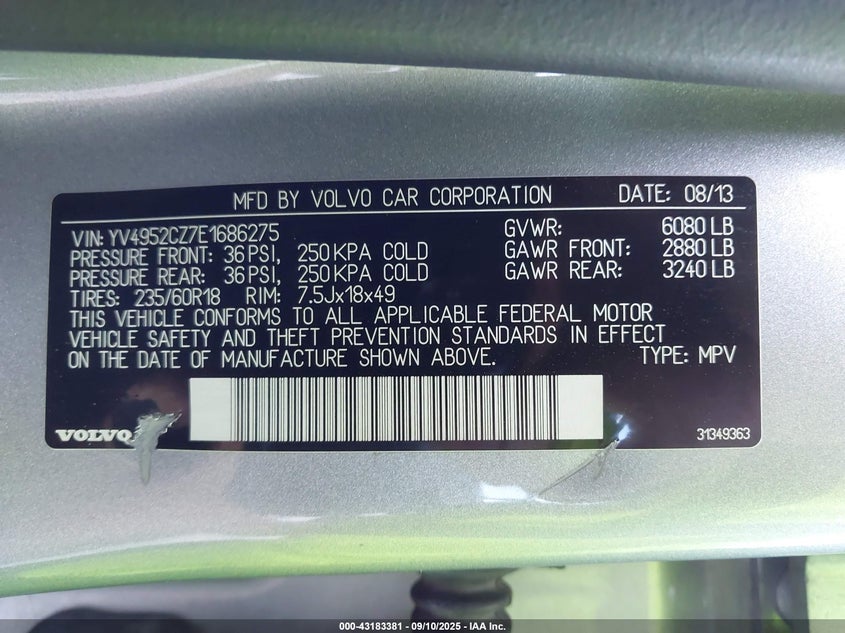 MFD BY VOLVO CAR CORPORATION DATE: 08/13
VIN: YV4952CZ7E1686275 GVWR: 6080 LB
PRESSURE FRONT: 36 PSI, 250 KPA COLD GAWR FRONT: 2880 LB
PRESSURE REAR: 36 PSI, 250 KPA COLD GAWR REAR: 3240 LB
TIRES: 235/60R18 RIM: 7.5Jx18x49
THIS VEHICLE CONFORMS TO ALL APPLICABLE FEDERAL MOTOR
VEHICLE SAFETY AND THEFT PREVENTION STANDARDS IN EFFECT
ON THE DATE OF MANUFACTURE SHOWN ABOVE. TYPE: MPV
VOLVO 31349363
000-43183381 - 09/10/2025 - IAA Inc.